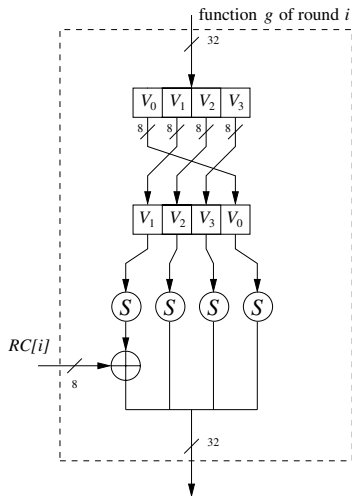 function g of round i
32
V0 V1 V2 V3
8 8 8 8
V1 V2 V3 V0
S S S S
RC[i]
8
32